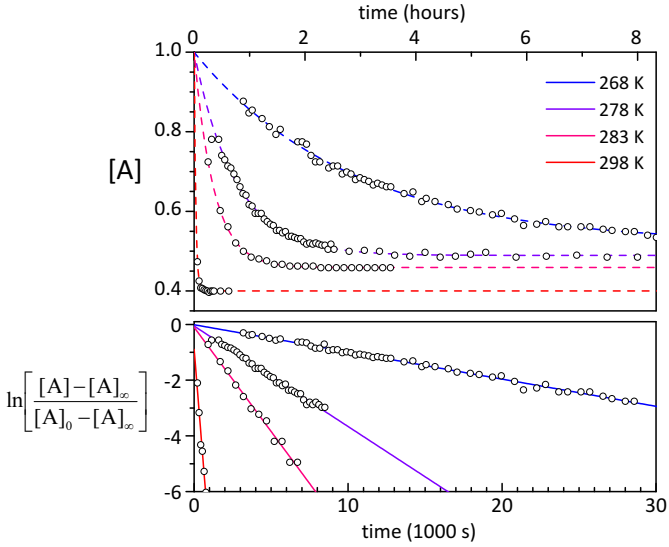 time (hours)
0 2 4 6 8
1.0
0.8
0.6
0.4
[A]
268 K
278 K
283 K
298 K
0
-2
-4
-6
ln[([A]−[A]∞)/([A]0−[A]∞)]
0 10 20 30
time (1000 s)